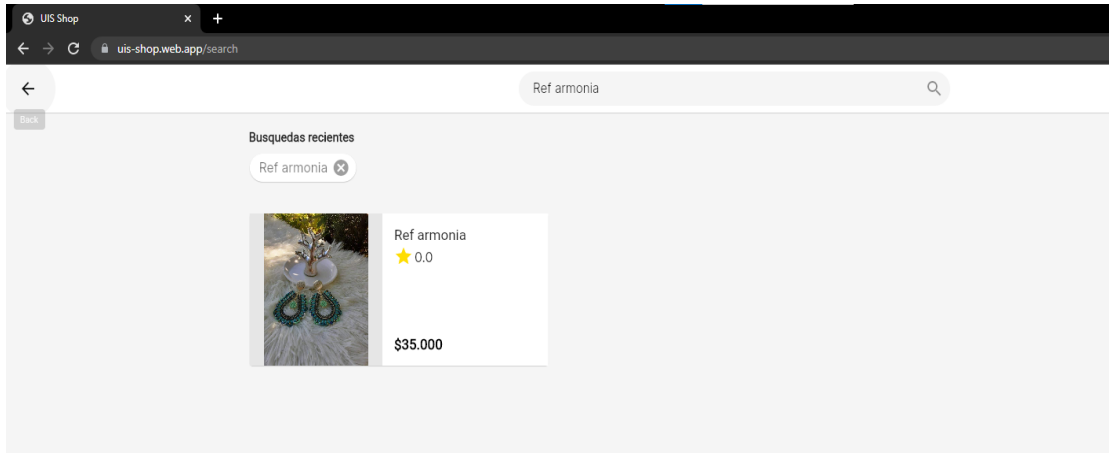 UIS Shop
uis-shop.web.app/search
Ref armonia
Back
Busquedas recientes
Ref armonia
Ref armonia
0.0
$35.000